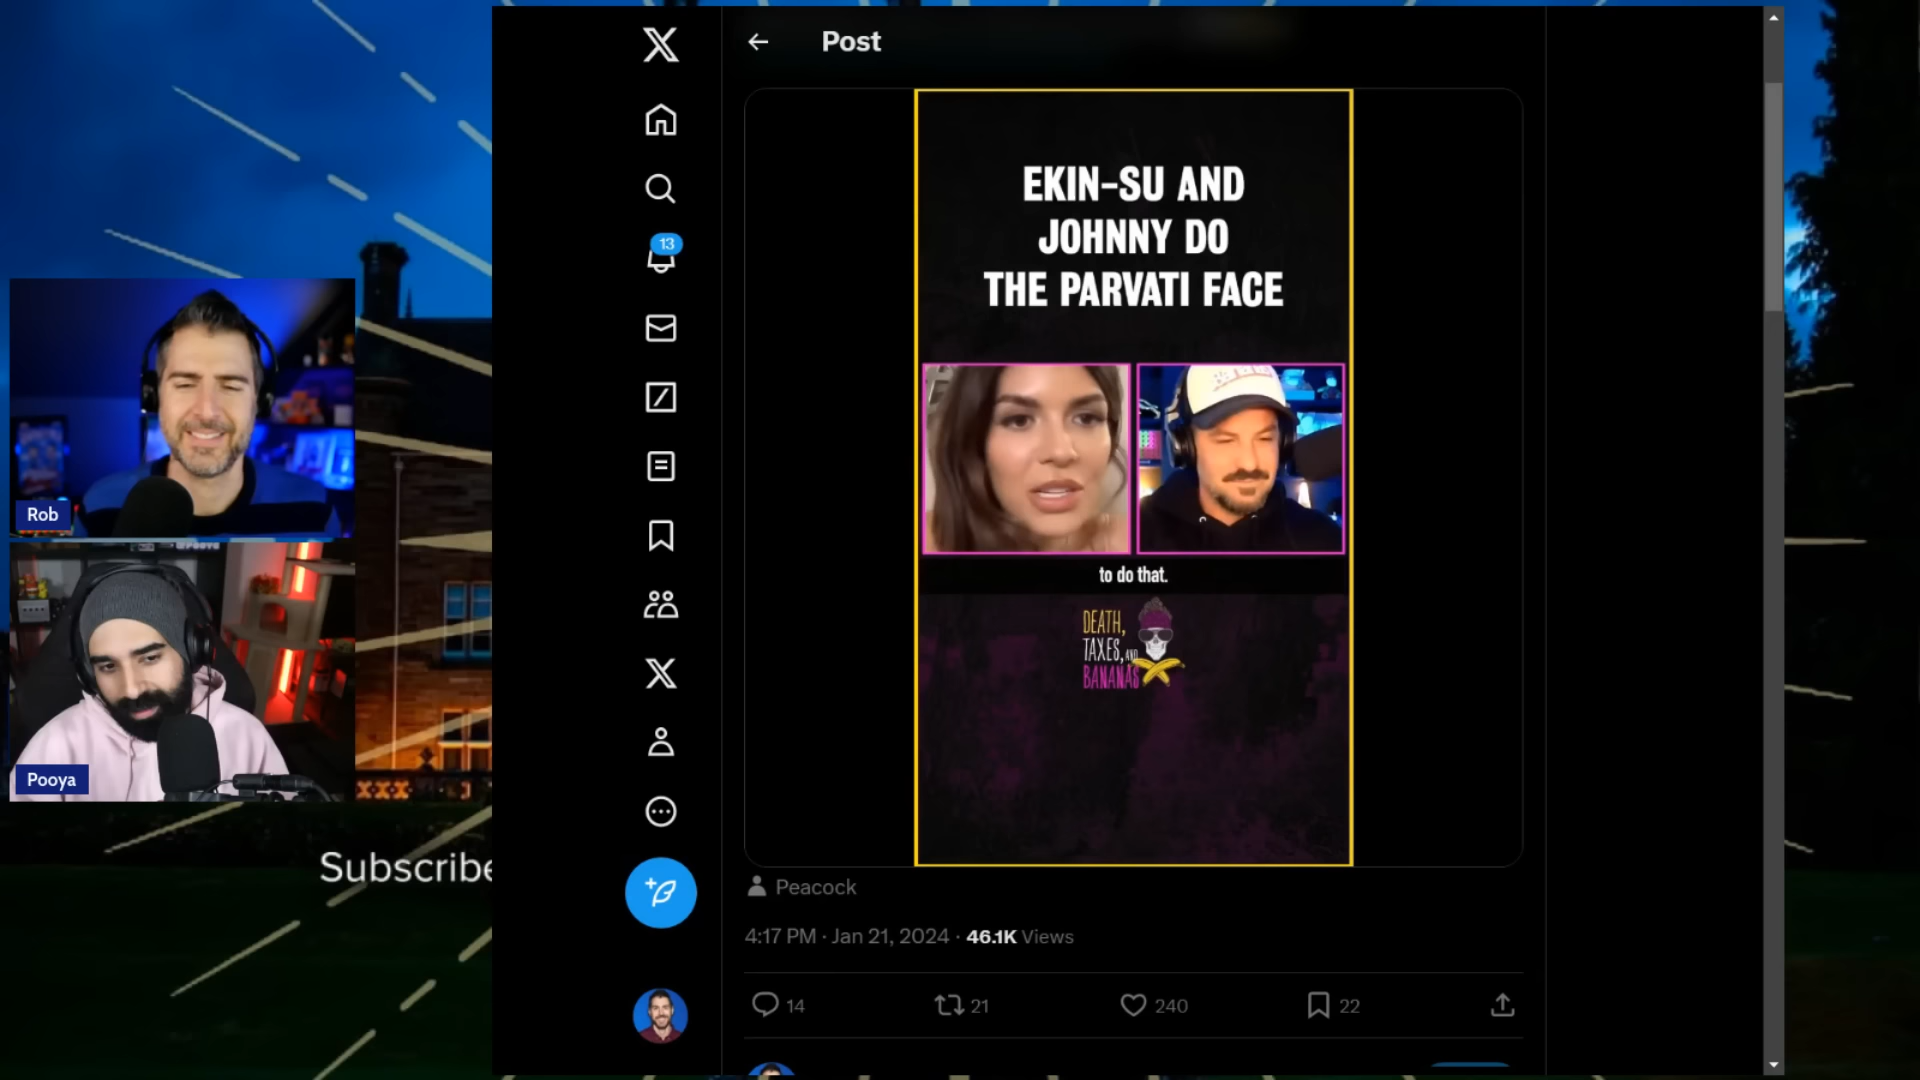 Post
13
EKIN-SU AND
JOHNNY DO
THE PARVATI FACE
to do that.
DEATH,
TAXES, AND
BANANAS
Rob
Pooya
Subscribe
Peacock
4:17 PM · Jan 21, 2024 · 46.1K Views
14
21
240
22